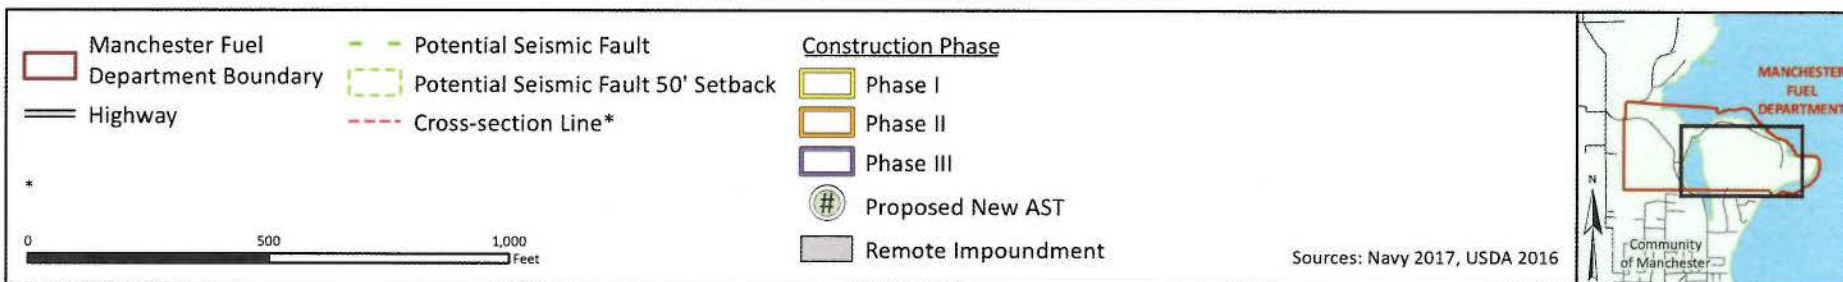 Manchester Fuel
Department Boundary
Highway
*
0 500 1,000
Feet
Potential Seismic Fault
Potential Seismic Fault 50' Setback
Cross-section Line*
Construction Phase
Phase I
Phase II
Phase III
# Proposed New AST
Remote Impoundment
Sources: Navy 2017, USDA 2016
MANCHESTER
FUEL
DEPARTMENT
N
Community
of Manchester